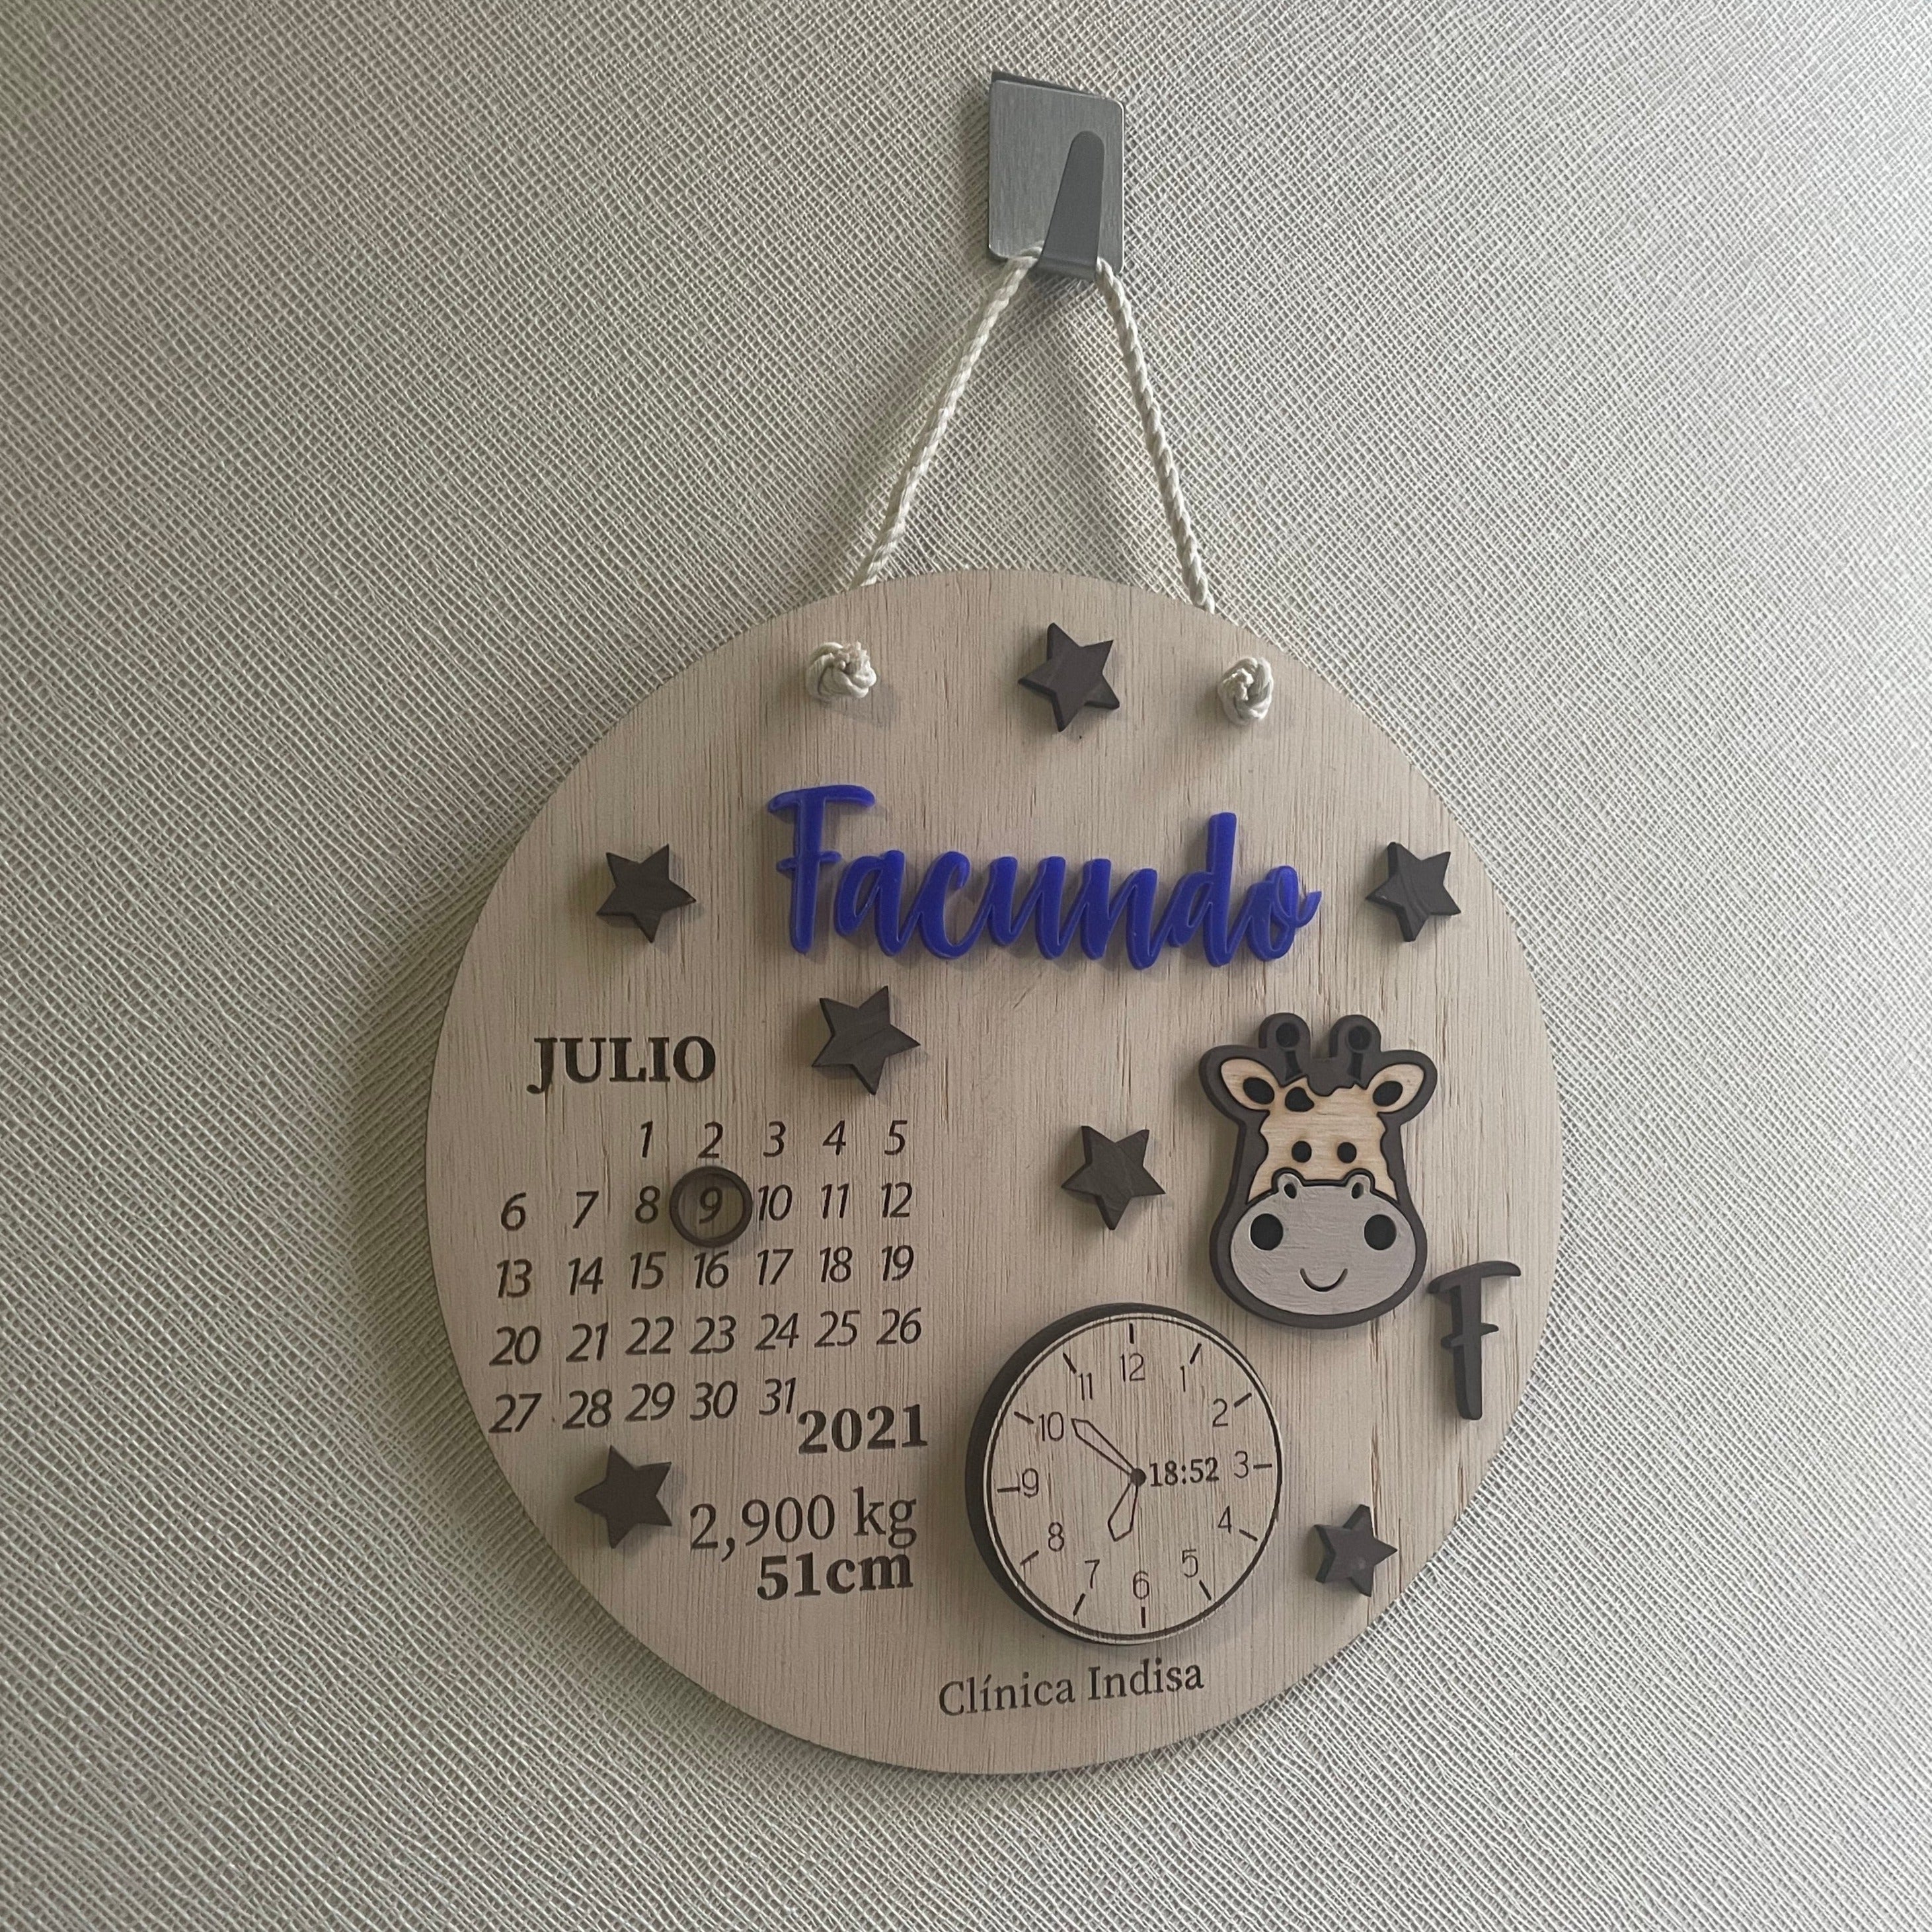 Facundo
JULIO
1 2 3 4 5
6 7 8 9 10 11 12
13 14 15 16 17 18 19
20 21 22 23 24 25 26
27 28 29 30 31
2021
2,900 kg
51cm
F
12
11 1
10 2
9 18:52 3
8 4
7 5
6
Clínica Indisa